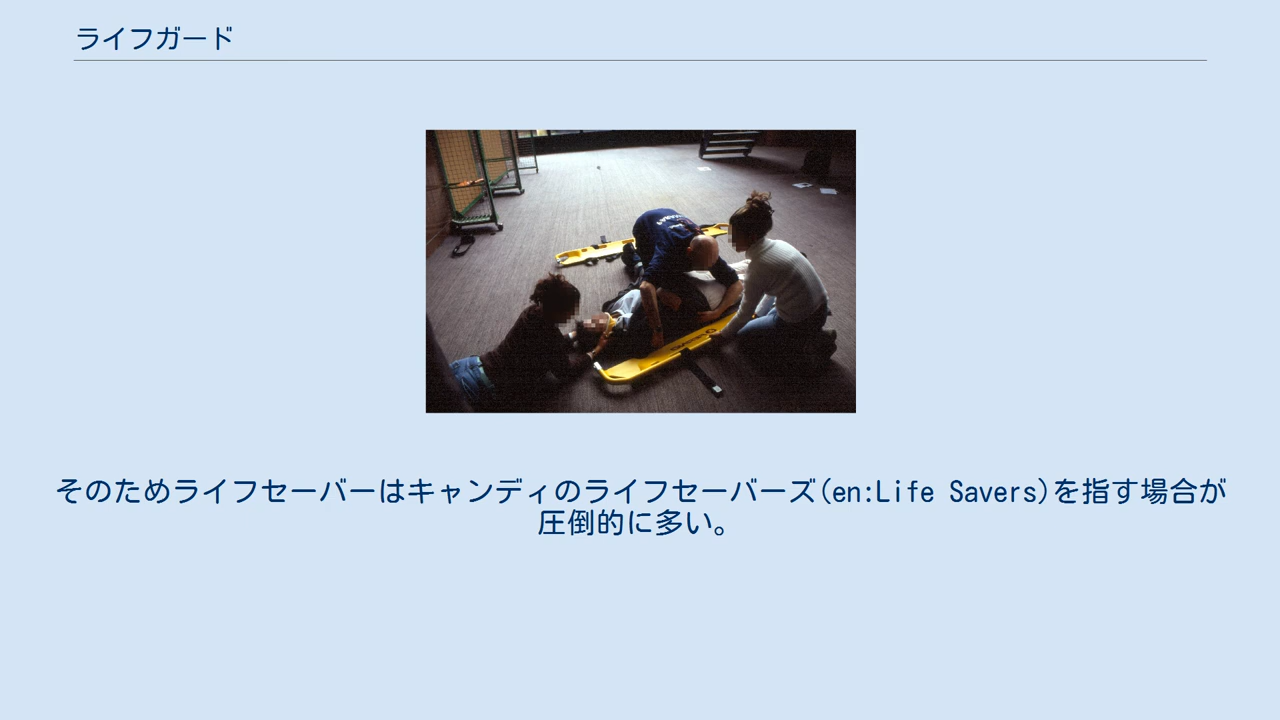 ライフガード
そのためライフセーバーはキャンディのライフセーバーズ(en:Life Savers)を指す場合が
圧倒的に多い。